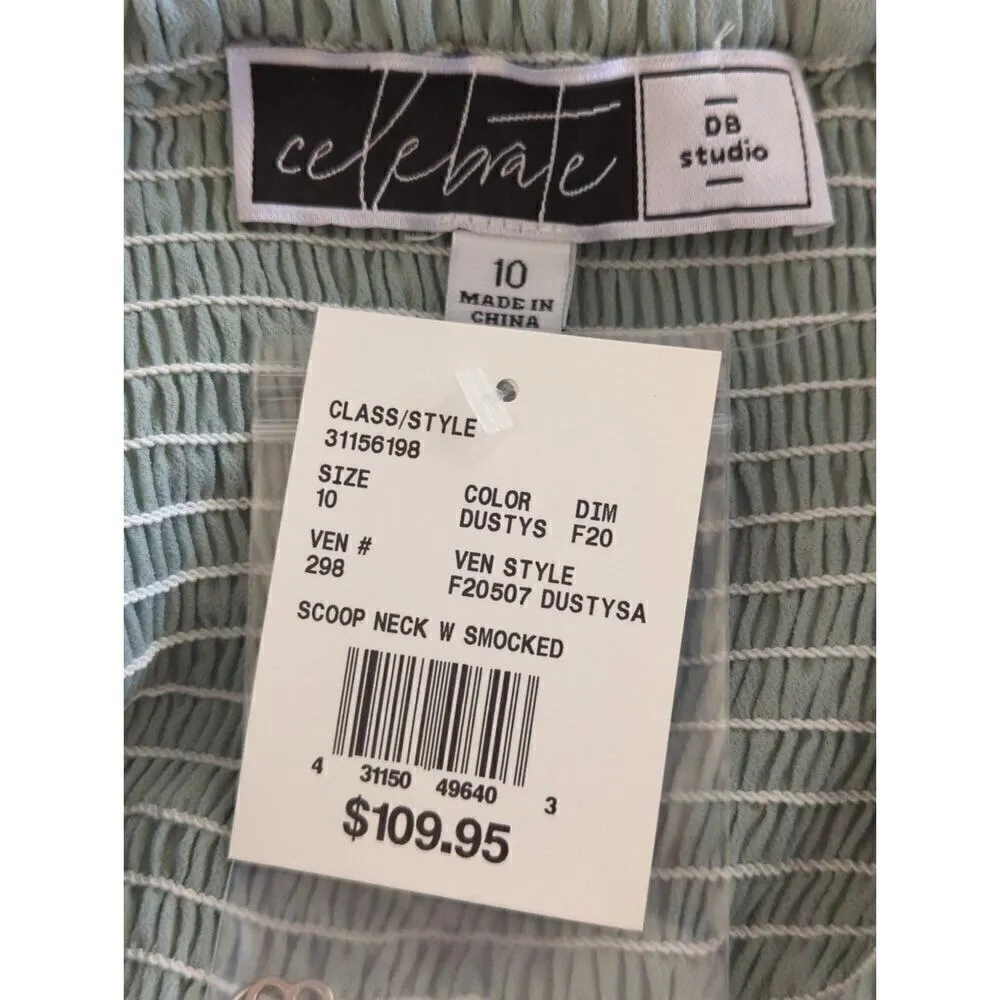 celebrate
DB
studio
10
MADE IN
CHINA
CLASS/STYLE
31156198
SIZE
10
COLOR DIM
DUSTYS F20
VEN #
298
VEN STYLE
F20507 DUSTYSA
SCOOP NECK W SMOCKED
4 31150 49640 3
$109.95